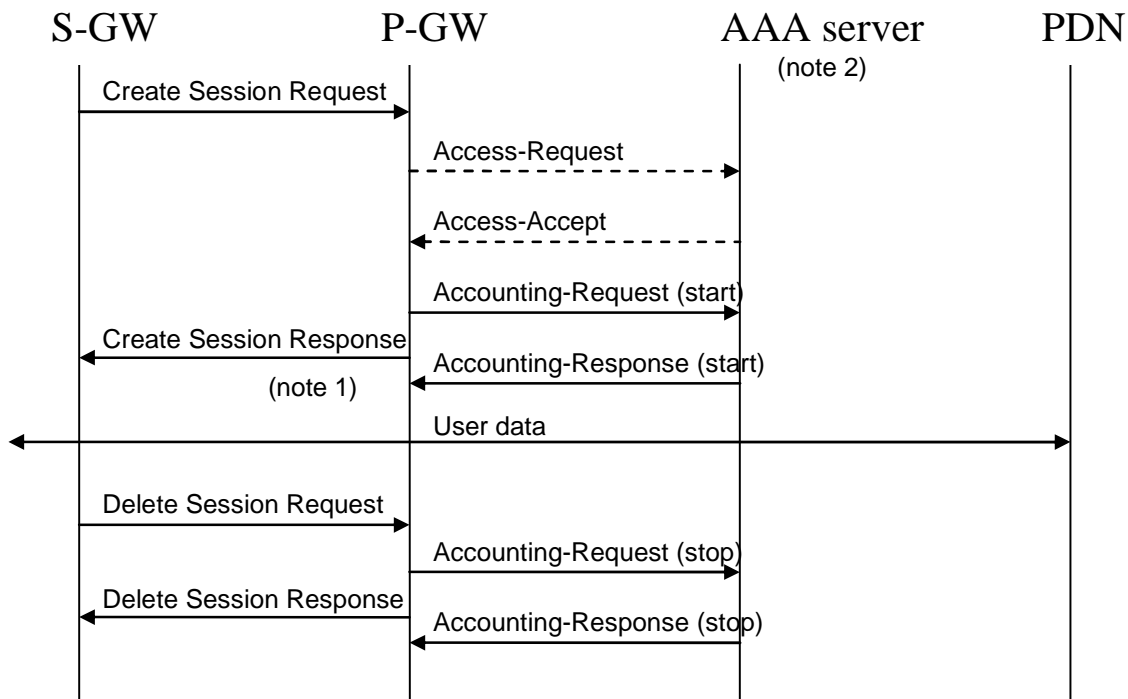 S-GW P-GW AAA server PDN
(note 2)
Create Session Request
Access-Request
Access-Accept
Accounting-Request (start)
Create Session Response
Accounting-Response (start)
(note 1)
User data
Delete Session Request
Accounting-Request (stop)
Delete Session Response
Accounting-Response (stop)